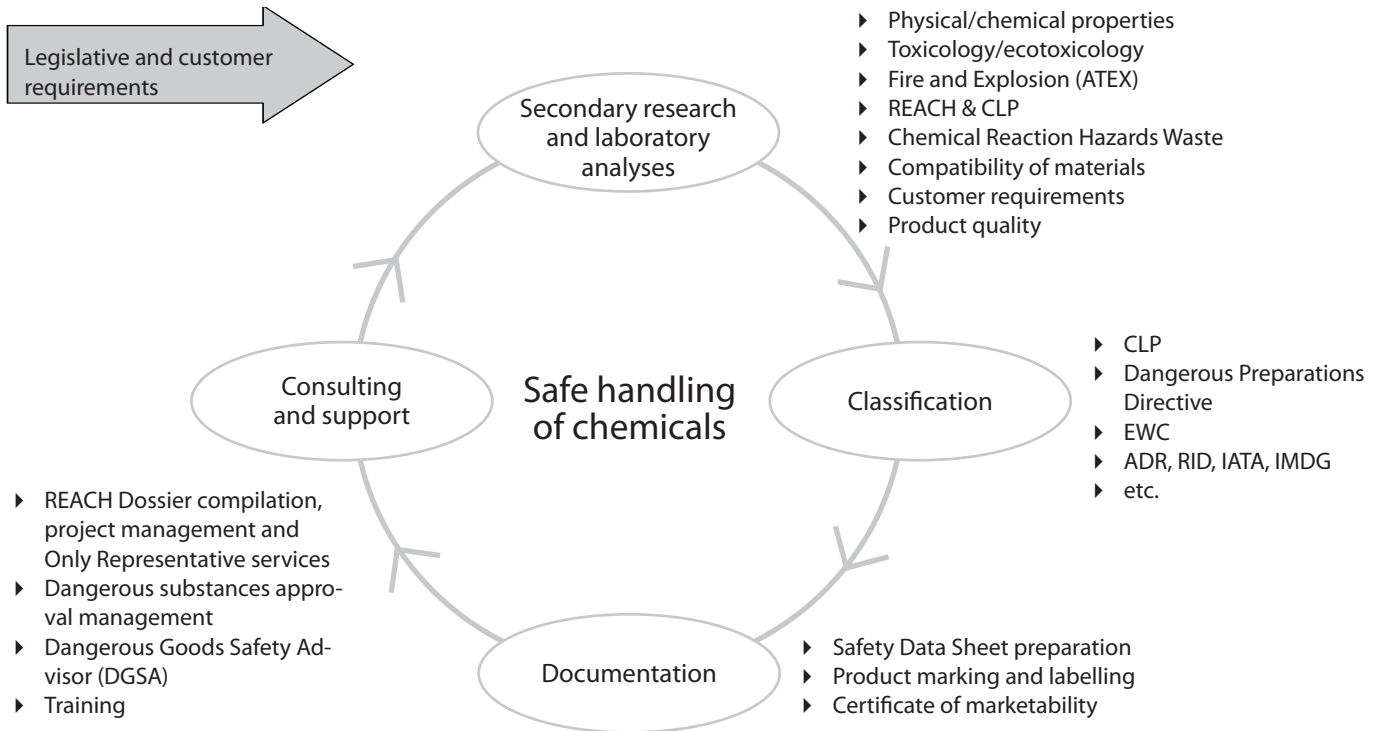 Legislative and customer
requirements
Secondary research
and laboratory
analyses
▸ Physical/chemical properties
▸ Toxicology/ecotoxicology
▸ Fire and Explosion (ATEX)
▸ REACH & CLP
▸ Chemical Reaction Hazards Waste
▸ Compatibility of materials
▸ Customer requirements
▸ Product quality
Safe handling
of chemicals
Classification
▸ CLP
▸ Dangerous Preparations
Directive
▸ EWC
▸ ADR, RID, IATA, IMDG
▸ etc.
Documentation
▸ Safety Data Sheet preparation
▸ Product marking and labelling
▸ Certificate of marketability
Consulting
and support
▸ REACH Dossier compilation,
project management and
Only Representative services
▸ Dangerous substances appro-
val management
▸ Dangerous Goods Safety Ad-
visor (DGSA)
▸ Training